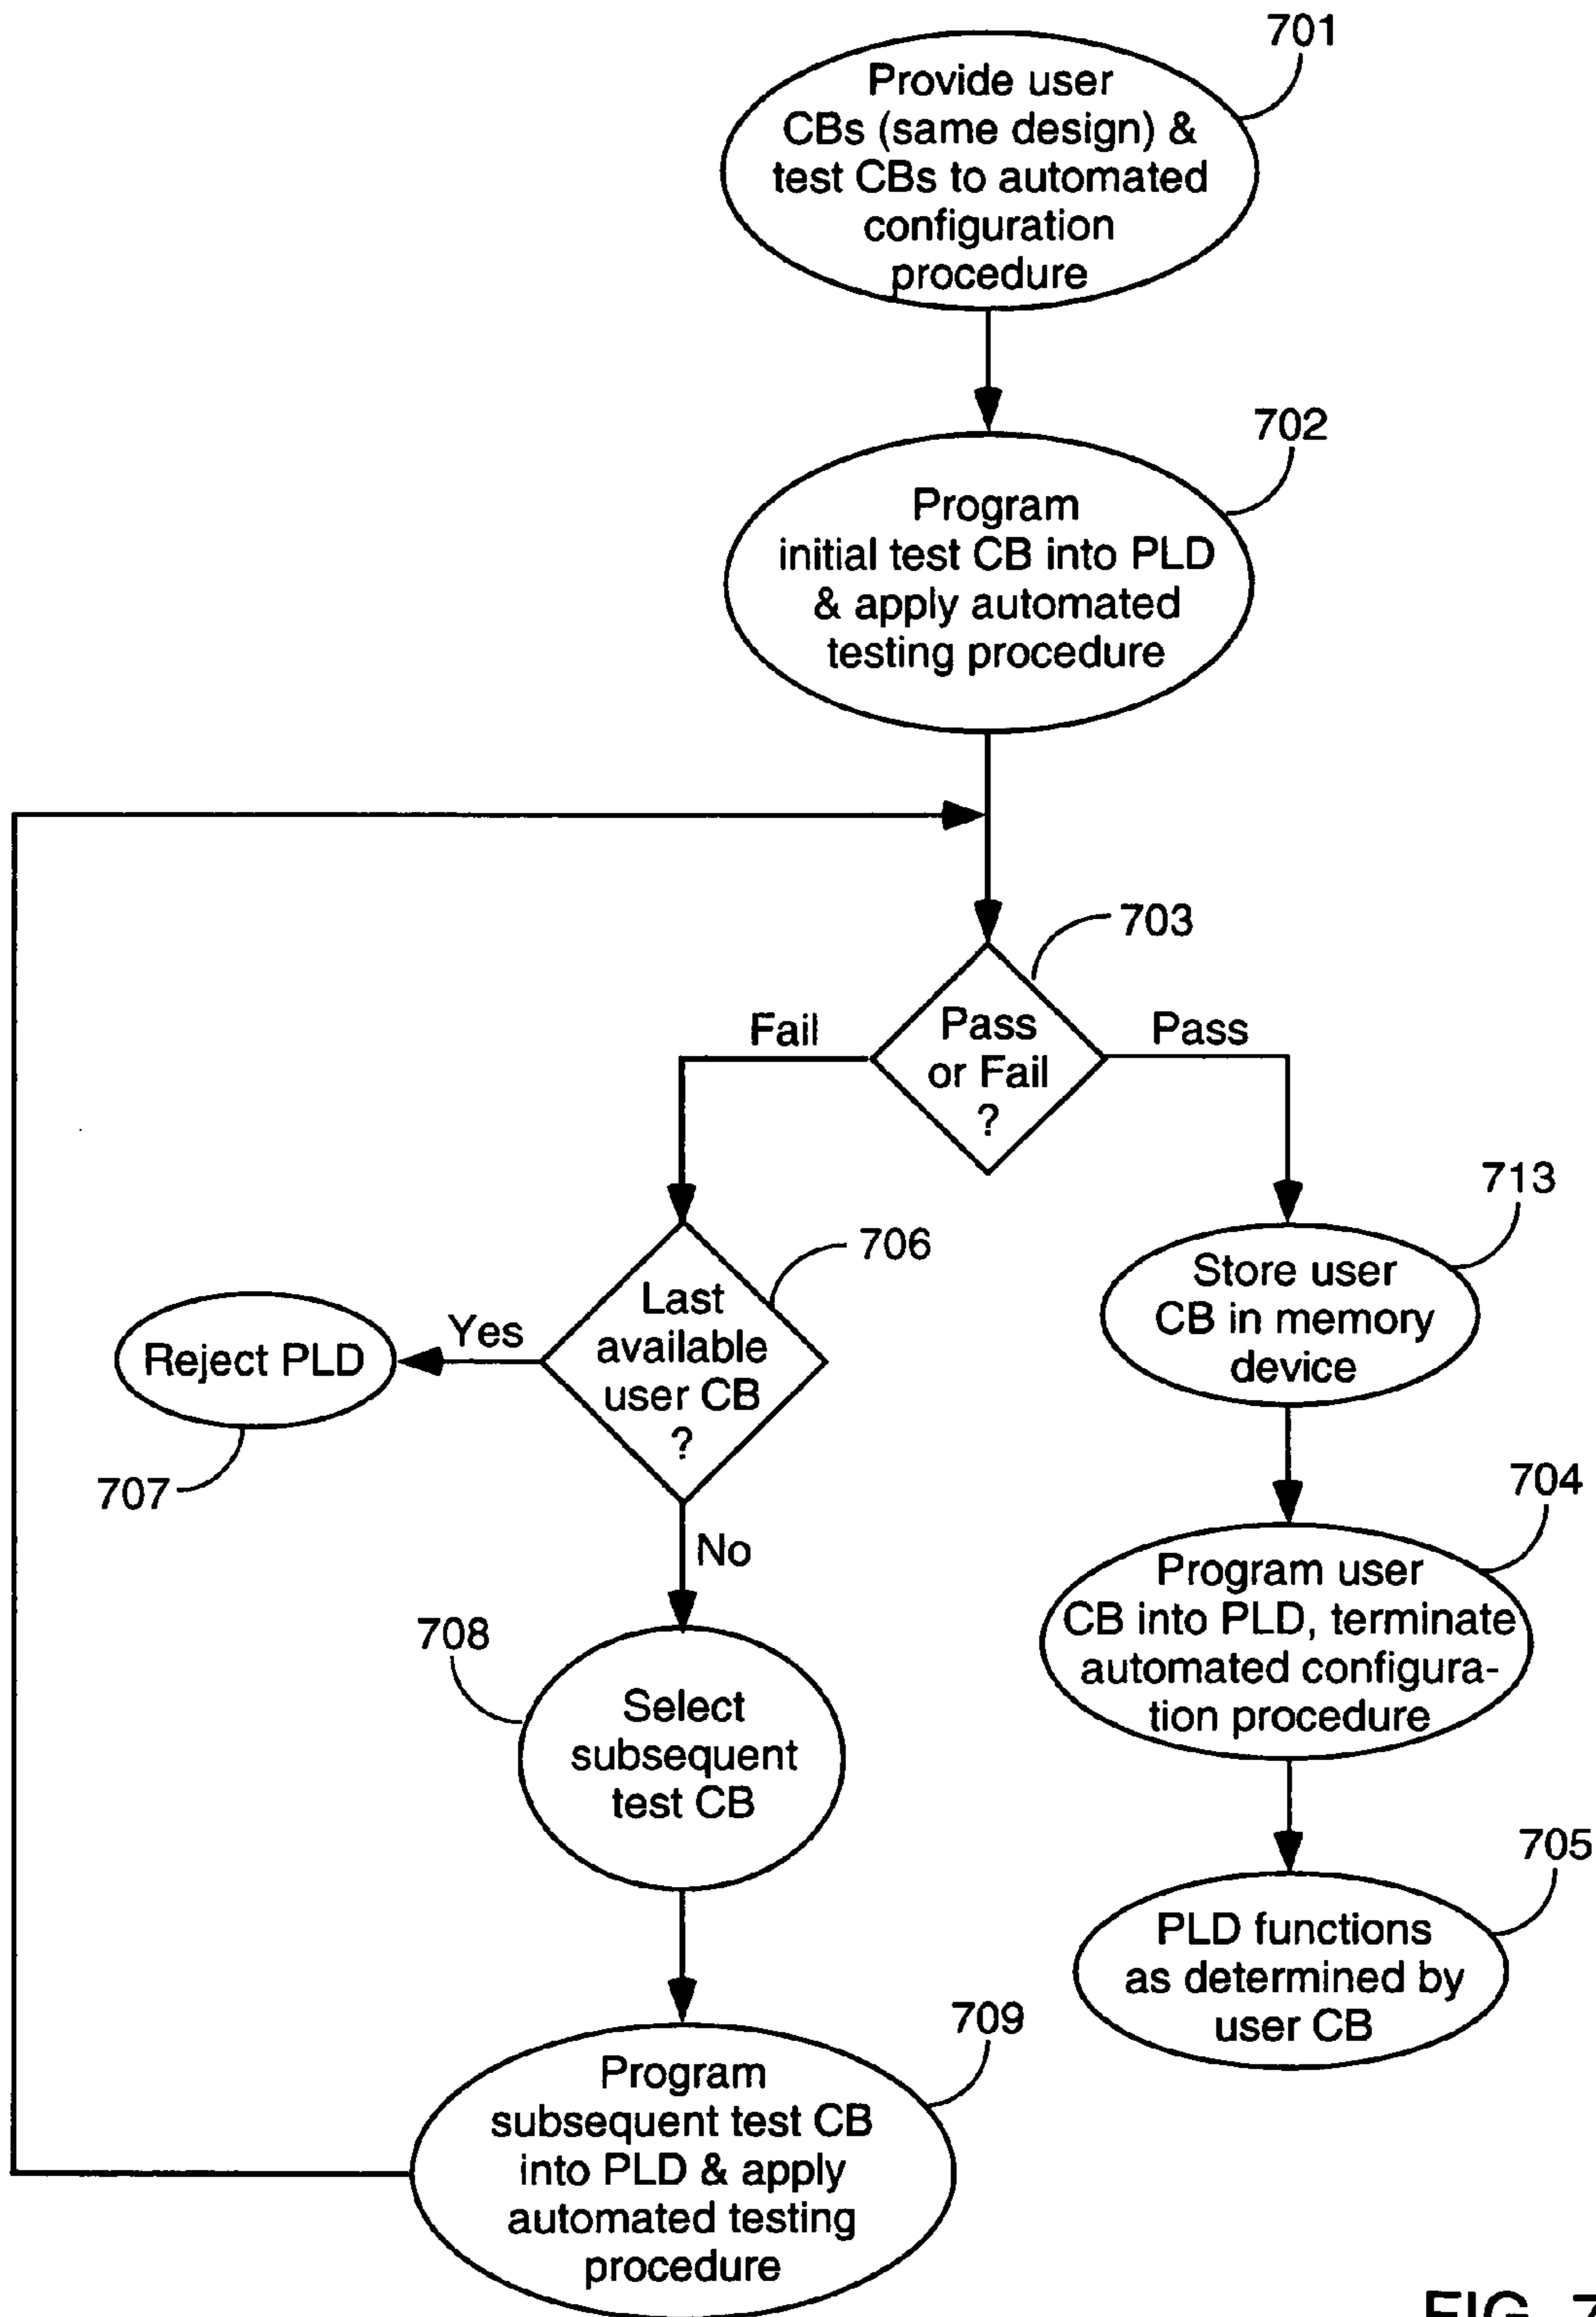 701
Provide user
CBs (same design) &
test CBs to automated
configuration
procedure
702
Program
initial test CB into PLD
& apply automated
testing procedure
703
Fail
Pass
or Fail
?
Pass
713
706
Last
available
user CB
?
Store user
CB in memory
device
Yes
Reject PLD
707
704
No
Program user
CB into PLD, terminate
automated configura-
tion procedure
708
Select
subsequent
test CB
705
PLD functions
as determined by
user CB
709
Program
subsequent test CB
into PLD & apply
automated testing
procedure
FIG. 7